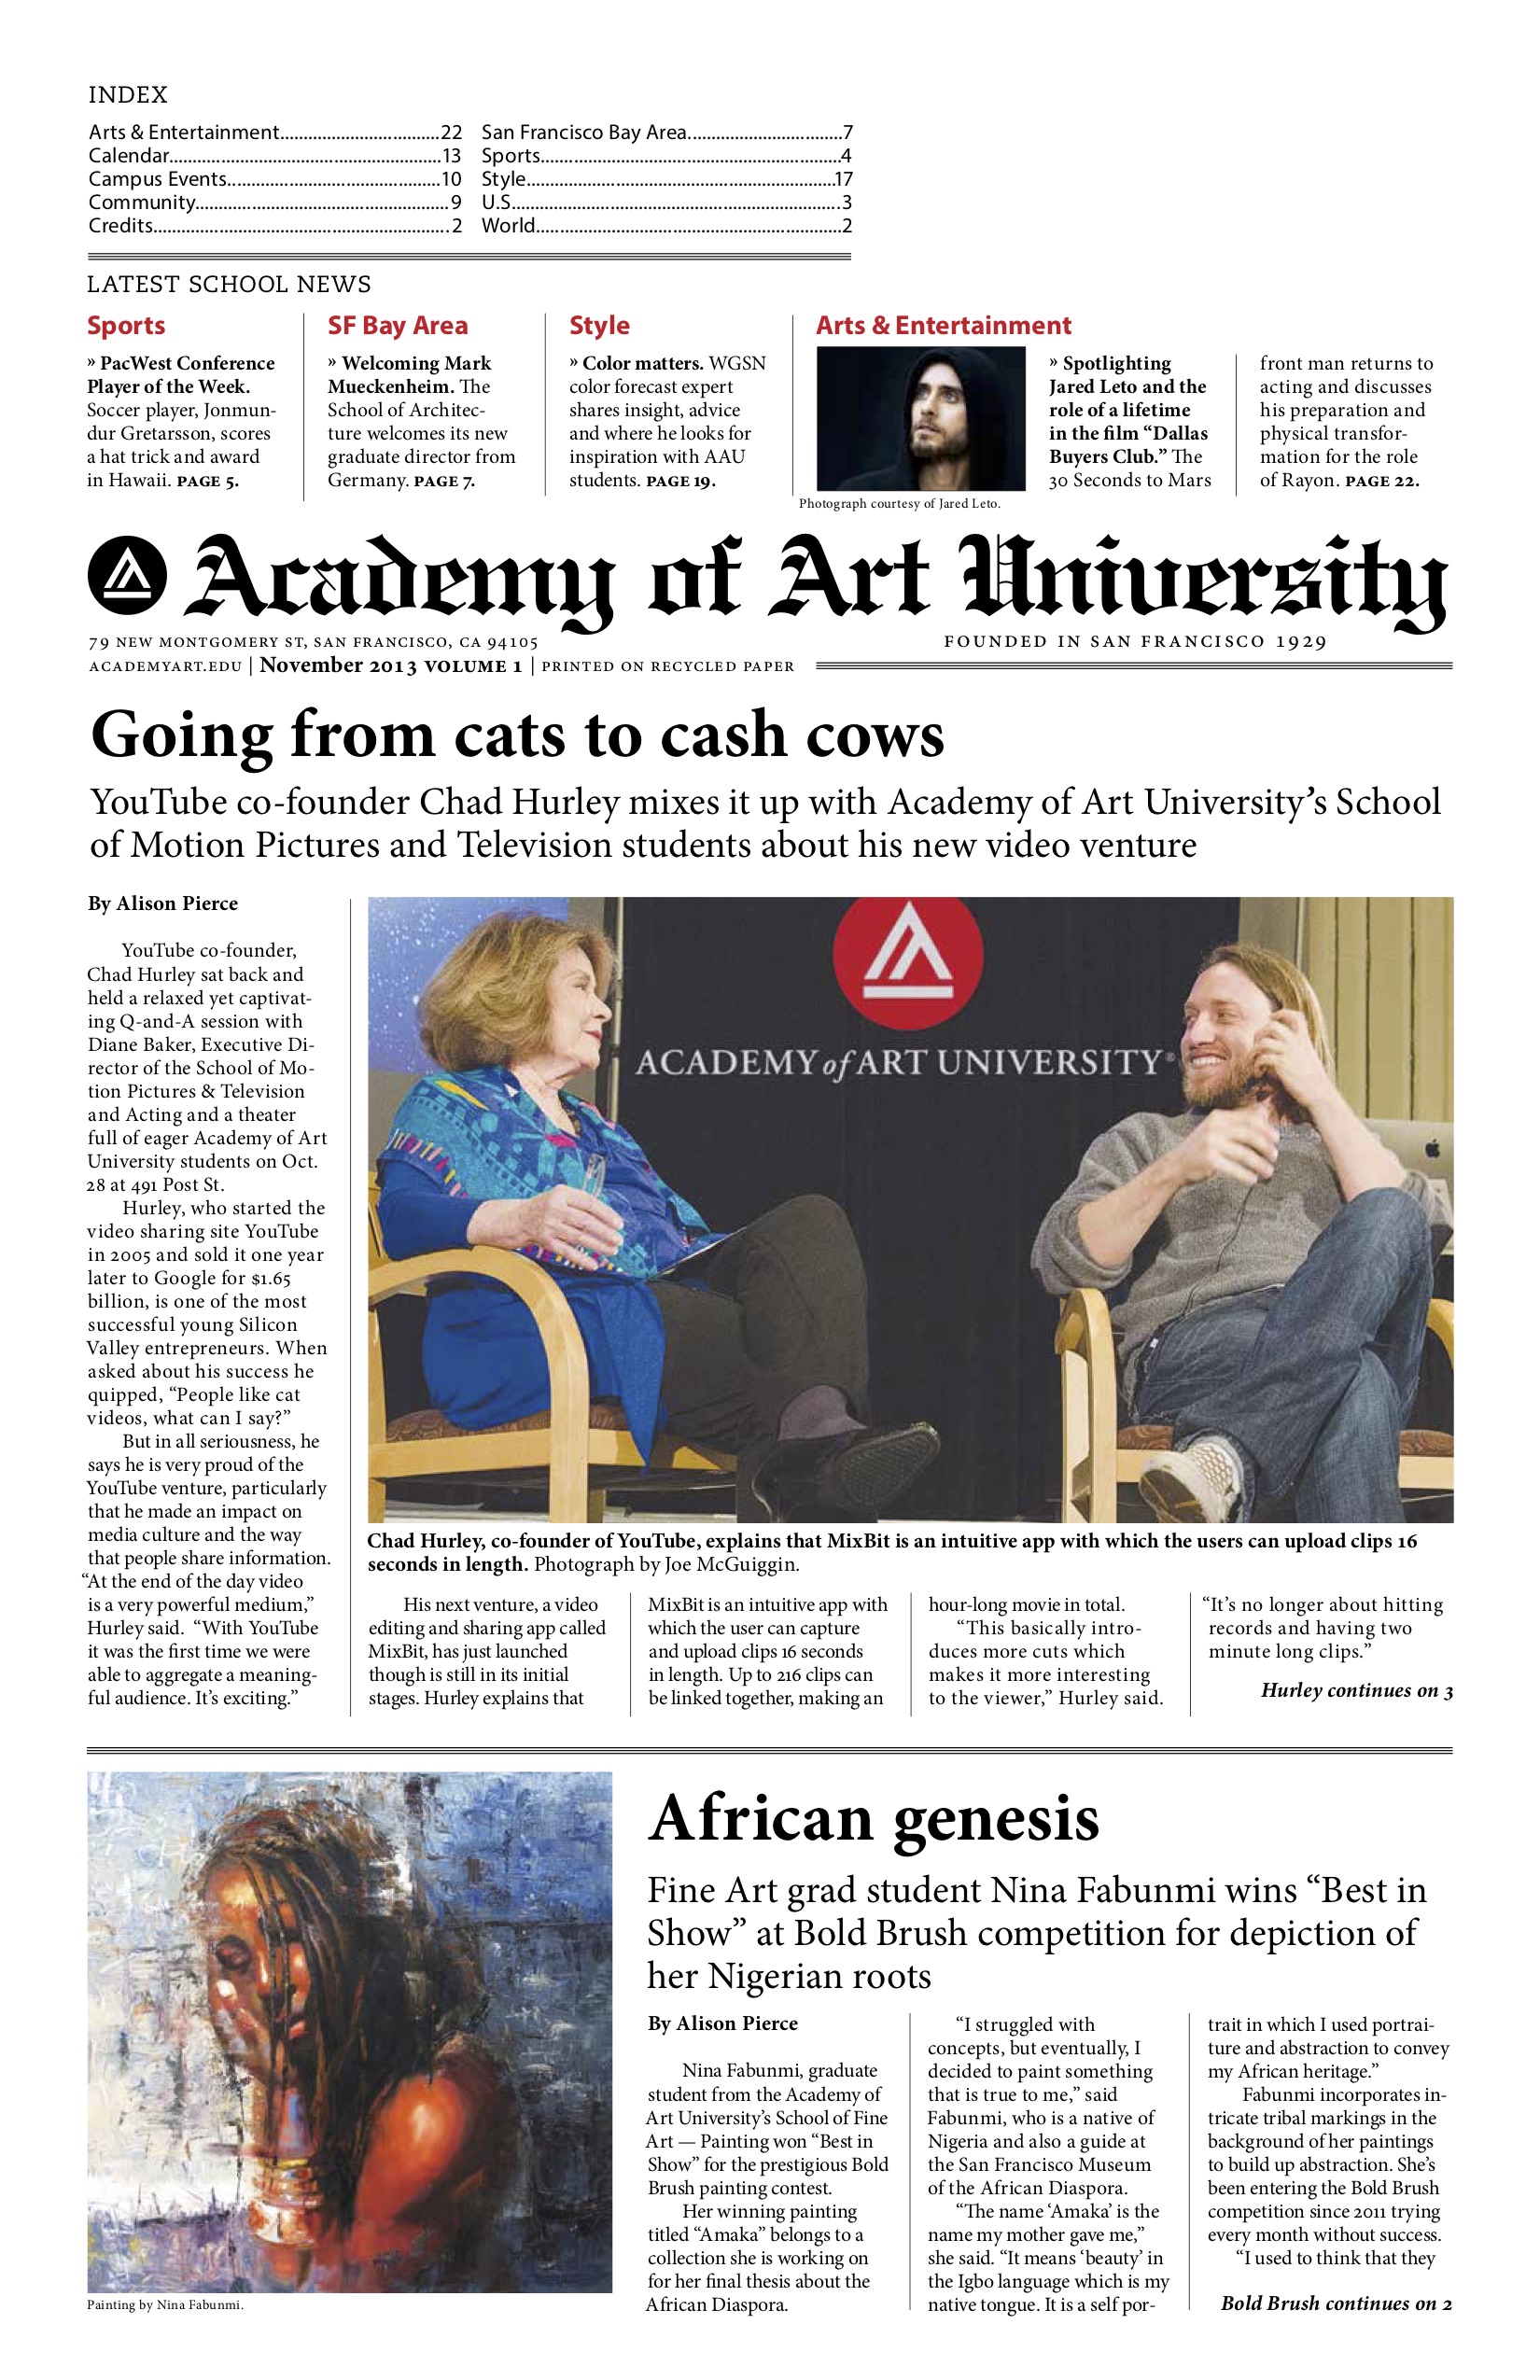 INDEX
Arts & Entertainment..................................22
Calendar..........................................................13
Campus Events.............................................10
Community......................................................9
Credits...............................................................2
San Francisco Bay Area.................................7
Sports................................................................4
Style..................................................................17
U.S......................................................................3
World.................................................................2
LATEST SCHOOL NEWS
Sports
» PacWest Conference
Player of the Week.
Soccer player, Jonmun-
dur Gretarsson, scores
a hat trick and award
in Hawaii. PAGE 5.
SF Bay Area
» Welcoming Mark
Mueckenheim. The
School of Architec-
ture welcomes its new
graduate director from
Germany. PAGE 7.
Style
» Color matters. WGSN
color forecast expert
shares insight, advice
and where he looks for
inspiration with AAU
students. PAGE 19.
Arts & Entertainment
Photograph courtesy of Jared Leto.
» Spotlighting
Jared Leto and the
role of a lifetime
in the film “Dallas
Buyers Club.” The
30 Seconds to Mars
front man returns to
acting and discusses
his preparation and
physical transfor-
mation for the role
of Rayon. PAGE 22.
Academy of Art University
79 NEW MONTGOMERY ST, SAN FRANCISCO, CA 94105
FOUNDED IN SAN FRANCISCO 1929
ACADEMYART.EDU | November 2013 VOLUME 1 | PRINTED ON RECYCLED PAPER
Going from cats to cash cows
YouTube co-founder Chad Hurley mixes it up with Academy of Art University’s School
of Motion Pictures and Television students about his new video venture
By Alison Pierce
YouTube co-founder,
Chad Hurley sat back and
held a relaxed yet captivat-
ing Q-and-A session with
Diane Baker, Executive Di-
rector of the School of Mo-
tion Pictures & Television
and Acting and a theater
full of eager Academy of Art
University students on Oct.
28 at 491 Post St.
Hurley, who started the
video sharing site YouTube
in 2005 and sold it one year
later to Google for $1.65
billion, is one of the most
successful young Silicon
Valley entrepreneurs. When
asked about his success he
quipped, “People like cat
videos, what can I say?”
But in all seriousness, he
says he is very proud of the
YouTube venture, particularly
that he made an impact on
media culture and the way
that people share information.
“At the end of the day video
is a very powerful medium,”
Hurley said. “With YouTube
it was the first time we were
able to aggregate a meaning-
ful audience. It’s exciting.”
ACADEMY of ART UNIVERSITY®
Chad Hurley, co-founder of YouTube, explains that MixBit is an intuitive app with which the users can upload clips 16
seconds in length. Photograph by Joe McGuiggin.
His next venture, a video
editing and sharing app called
MixBit, has just launched
though is still in its initial
stages. Hurley explains that
MixBit is an intuitive app with
which the user can capture
and upload clips 16 seconds
in length. Up to 216 clips can
be linked together, making an
hour-long movie in total.
“This basically intro-
duces more cuts which
makes it more interesting
to the viewer,” Hurley said.
“It’s no longer about hitting
records and having two
minute long clips.”
Hurley continues on 3
Painting by Nina Fabunmi.
African genesis
Fine Art grad student Nina Fabunmi wins “Best in
Show” at Bold Brush competition for depiction of
her Nigerian roots
By Alison Pierce
Nina Fabunmi, graduate
student from the Academy of
Art University’s School of Fine
Art — Painting won “Best in
Show” for the prestigious Bold
Brush painting contest.
Her winning painting
titled “Amaka” belongs to a
collection she is working on
for her final thesis about the
African Diaspora.
“I struggled with
concepts, but eventually, I
decided to paint something
that is true to me,” said
Fabunmi, who is a native of
Nigeria and also a guide at
the San Francisco Museum
of the African Diaspora.
“The name ‘Amaka’ is the
name my mother gave me,”
she said. “It means ‘beauty’ in
the Igbo language which is my
native tongue. It is a self por-
trait in which I used portrai-
ture and abstraction to convey
my African heritage.”
Fabunmi incorporates in-
tricate tribal markings in the
background of her paintings
to build up abstraction. She’s
been entering the Bold Brush
competition since 2011 trying
every month without success.
“I used to think that they
Bold Brush continues on 2